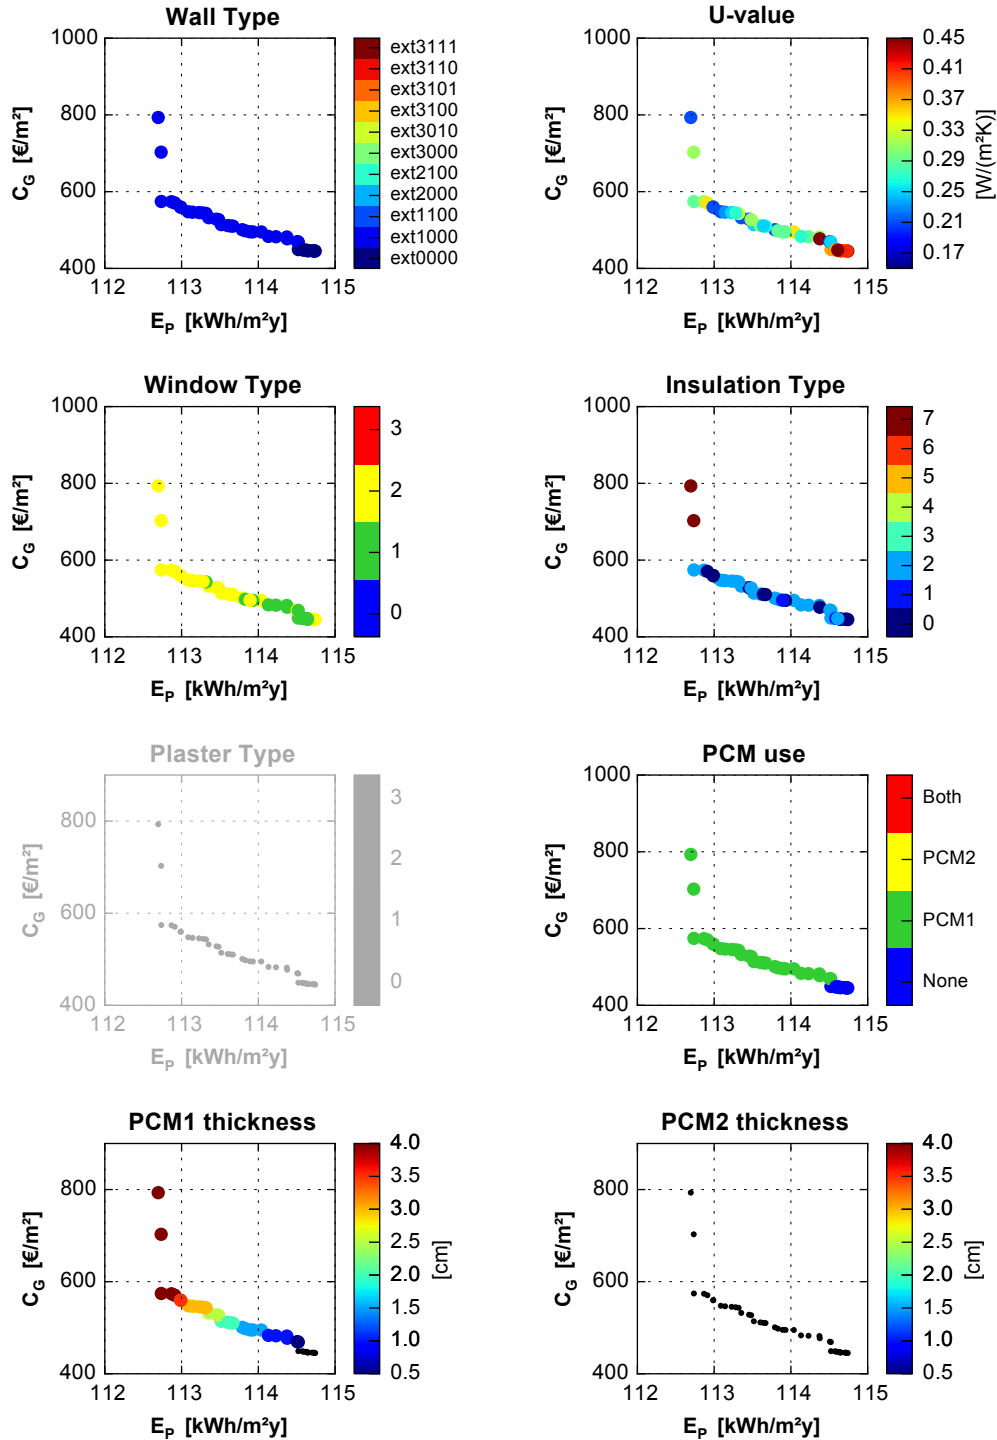 Wall Type
1000
800
600
400
112
113
114
115
C_G [€/m²]
E_P [kWh/m²y]
ext3111
ext3110
ext3101
ext3100
ext3010
ext3000
ext2100
ext2000
ext1100
ext1000
ext0000
U-value
1000
800
600
400
112
113
114
115
C_G [€/m²]
E_P [kWh/m²y]
0.45
0.41
0.37
0.33
0.29
0.25
0.21
0.17
[W/(m²K)]
Window Type
1000
800
600
400
112
113
114
115
C_G [€/m²]
E_P [kWh/m²y]
3
2
1
0
Insulation Type
1000
800
600
400
112
113
114
115
C_G [€/m²]
E_P [kWh/m²y]
7
6
5
4
3
2
1
0
Plaster Type
800
600
400
112
113
114
115
C_G [€/m²]
E_P [kWh/m²y]
3
2
1
0
PCM use
1000
800
600
400
112
113
114
115
C_G [€/m²]
E_P [kWh/m²y]
Both
PCM2
PCM1
None
PCM1 thickness
800
600
400
112
113
114
115
C_G [€/m²]
E_P [kWh/m²y]
4.0
3.5
3.0
2.5
2.0
1.5
1.0
0.5
[cm]
PCM2 thickness
800
600
400
112
113
114
115
C_G [€/m²]
E_P [kWh/m²y]
4.0
3.5
3.0
2.5
2.0
1.5
1.0
0.5
[cm]